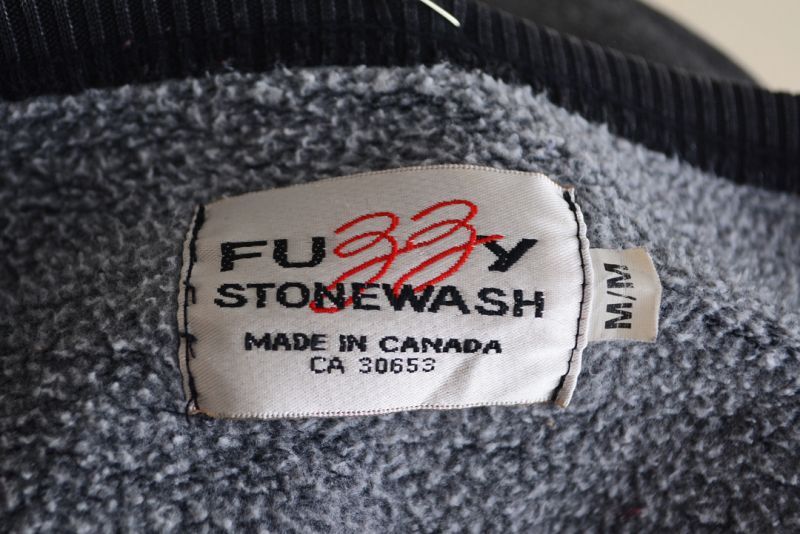 FUZZY
STONEWASH
MADE IN CANADA
CA 30653
M/M